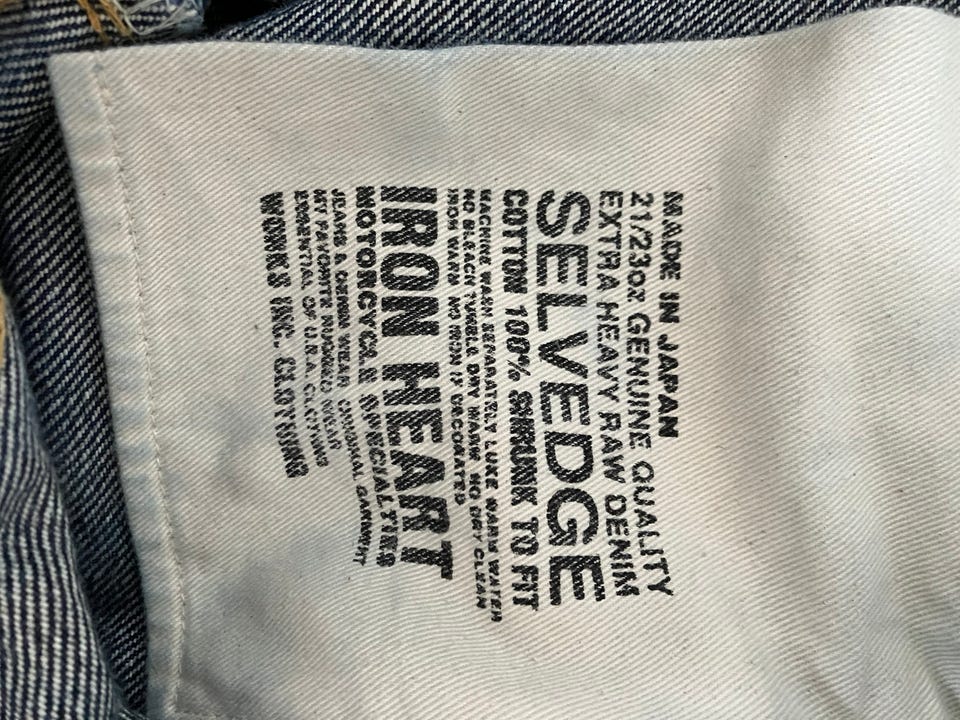 MADE IN JAPAN
21/23oz GENUINE QUALITY
EXTRA HEAVY RAW DENIM
SELVEDGE
COTTON 100% SHRUNK TO FIT
MACHINE WASH SEPARATELY LUKE WARM WATER
NO BLEACH TUMBLE DRY WARM NO DRY CLEAN
IRON WARM NO IRON IF DECORATED
IRON HEART
MOTORCYCLE SPECIALTIES
JEANS & DENIM WEAR ORIGINAL GARMENT
MY FAVORITE RUGGED WEAR
ESSENTIAL OF U.S.A. CLOTHING
WORKS INC. CLOTHING